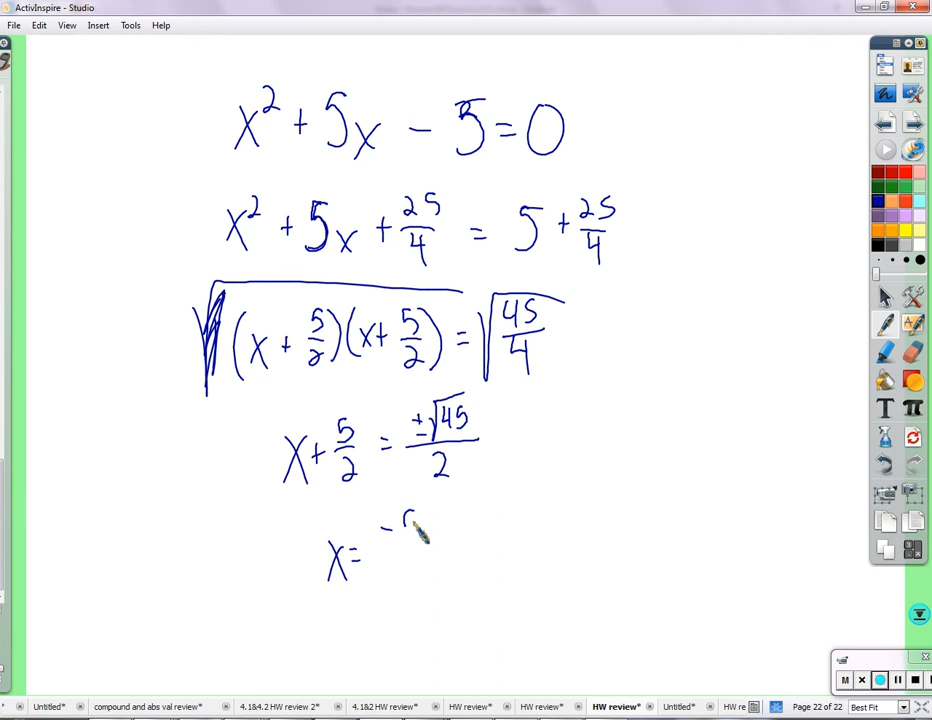 ActivInspire - Studio
File Edit View Insert Tools Help
x² + 5x - 5 = 0
x² + 5x + 25/4 = 5 + 25/4
√(x + 5/2)(x + 5/2) = √45/4
x + 5/2 = ±√45/2
x = -
Untitled* compound and abs val review* 4.1&4.2 HW review 2* 4.1&2 HW review* HW review* HW review* HW review* Untitled* HW re Page 22 of 22 Best Fit
M